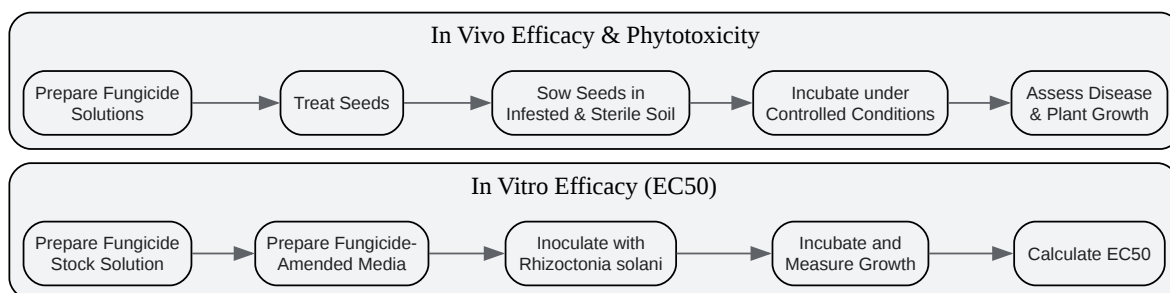 In Vivo Efficacy & Phytotoxicity
Prepare Fungicide
Solutions
Treat Seeds
Sow Seeds in
Infested & Sterile Soil
Incubate under
Controlled Conditions
Assess Disease
& Plant Growth
In Vitro Efficacy (EC50)
Prepare Fungicide
Stock Solution
Prepare Fungicide-
Amended Media
Inoculate with
Rhizoctonia solani
Incubate and
Measure Growth
Calculate EC50